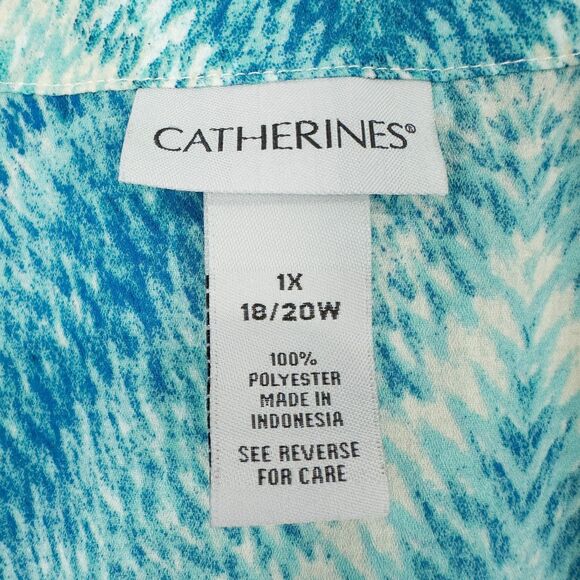 CATHERINES®
1X
18/20W
100%
POLYESTER
MADE IN
INDONESIA
SEE REVERSE
FOR CARE